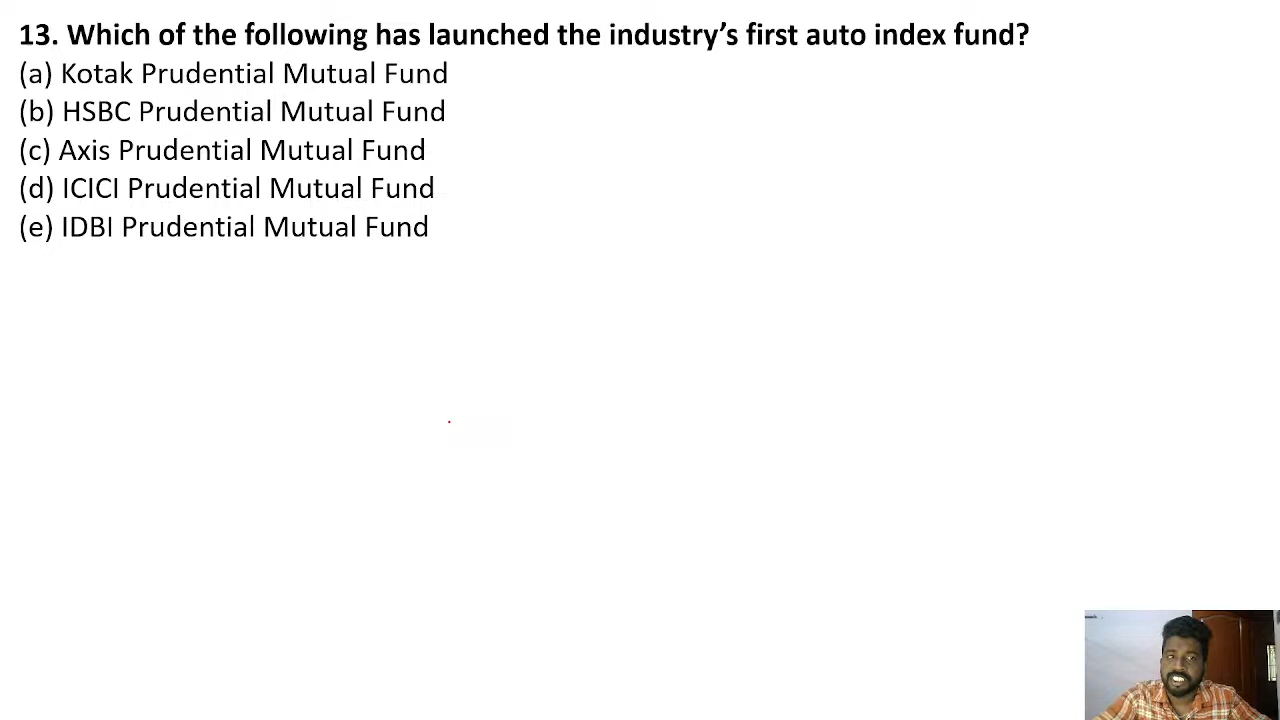 13. Which of the following has launched the industry’s first auto index fund?
(a) Kotak Prudential Mutual Fund
(b) HSBC Prudential Mutual Fund
(c) Axis Prudential Mutual Fund
(d) ICICI Prudential Mutual Fund
(e) IDBI Prudential Mutual Fund